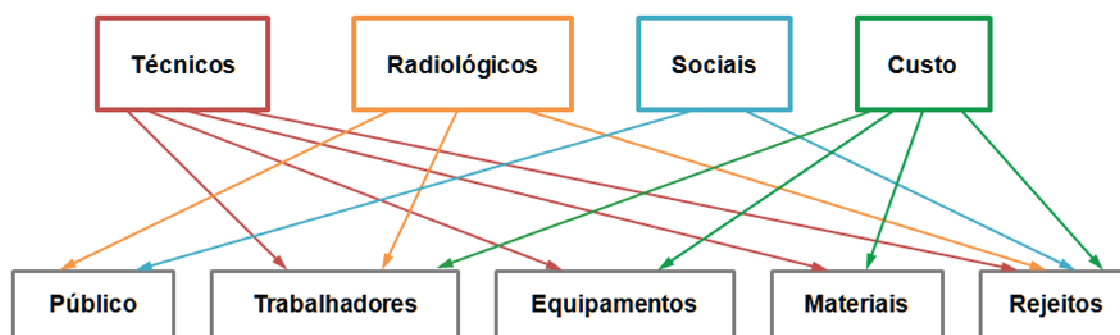 Técnicos
Radiológicos
Sociais
Custo
Público
Trabalhadores
Equipamentos
Materiais
Rejeitos